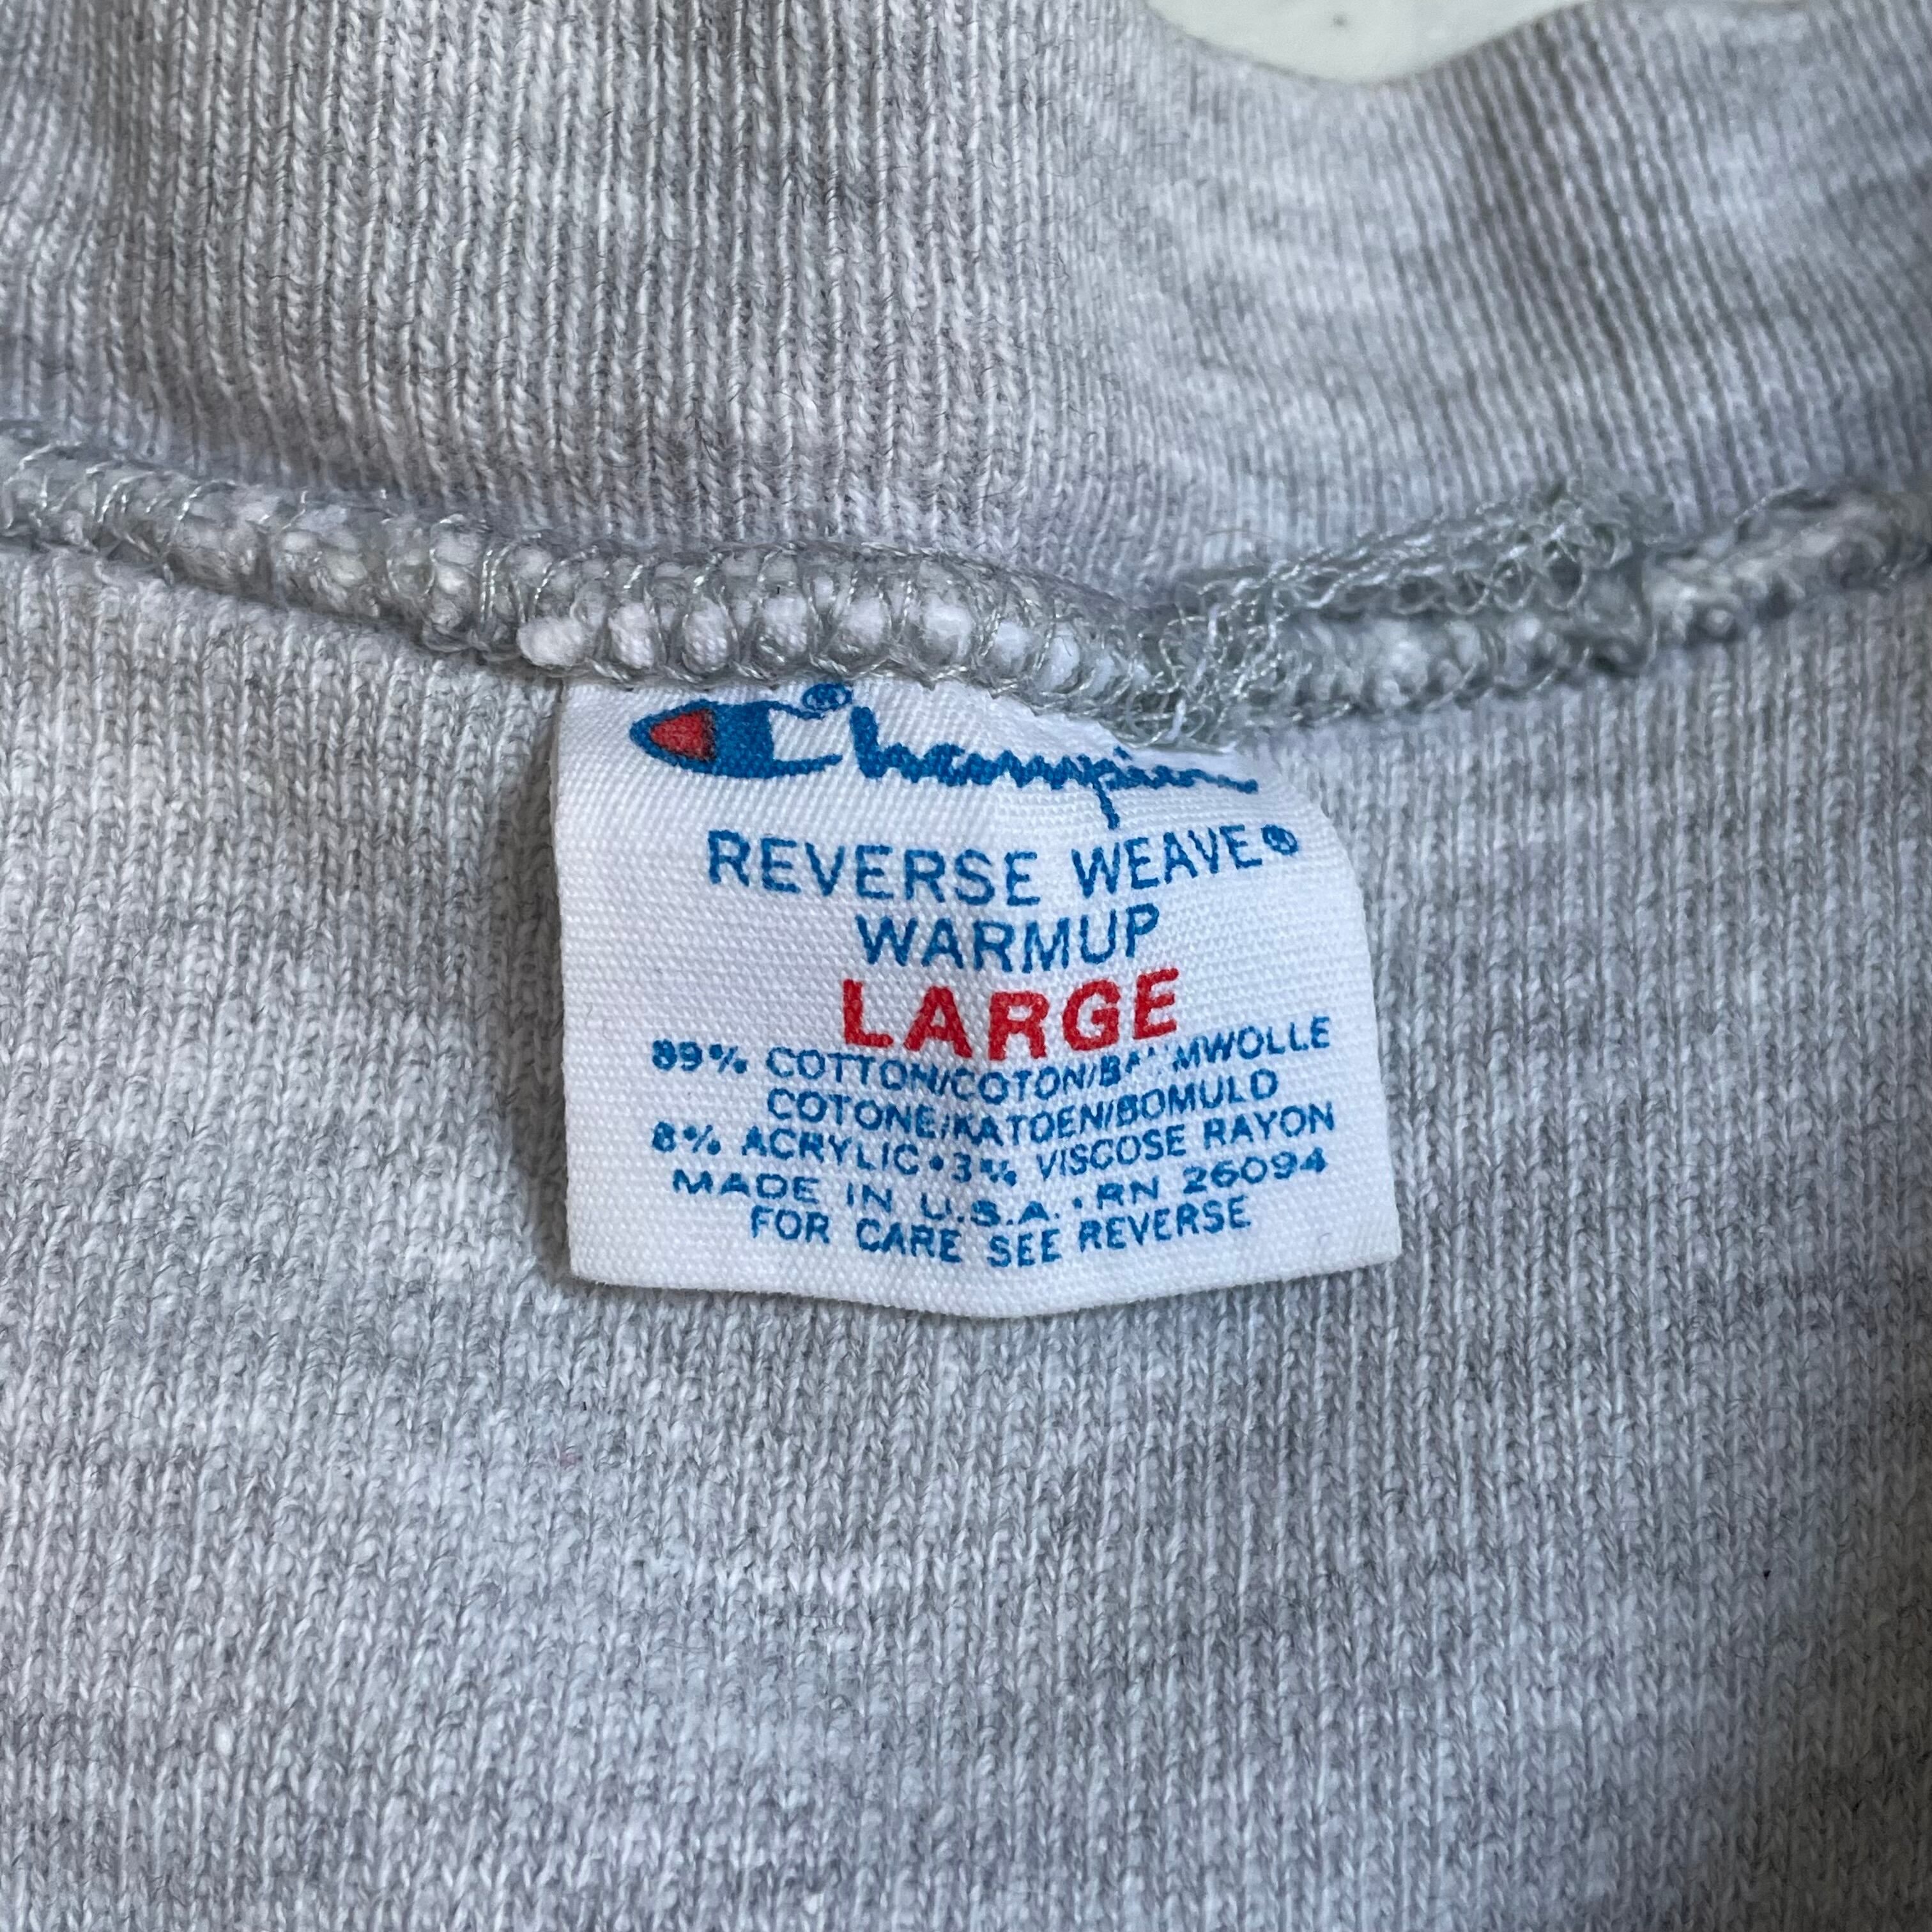 Champion®
REVERSE WEAVE®
WARMUP
LARGE
89% COTTON/COTON/BAUMWOLLE
COTONE/KATOEN/BOMULD
8% ACRYLIC • 3% VISCOSE RAYON
MADE IN U.S.A. • RN 26094
FOR CARE SEE REVERSE